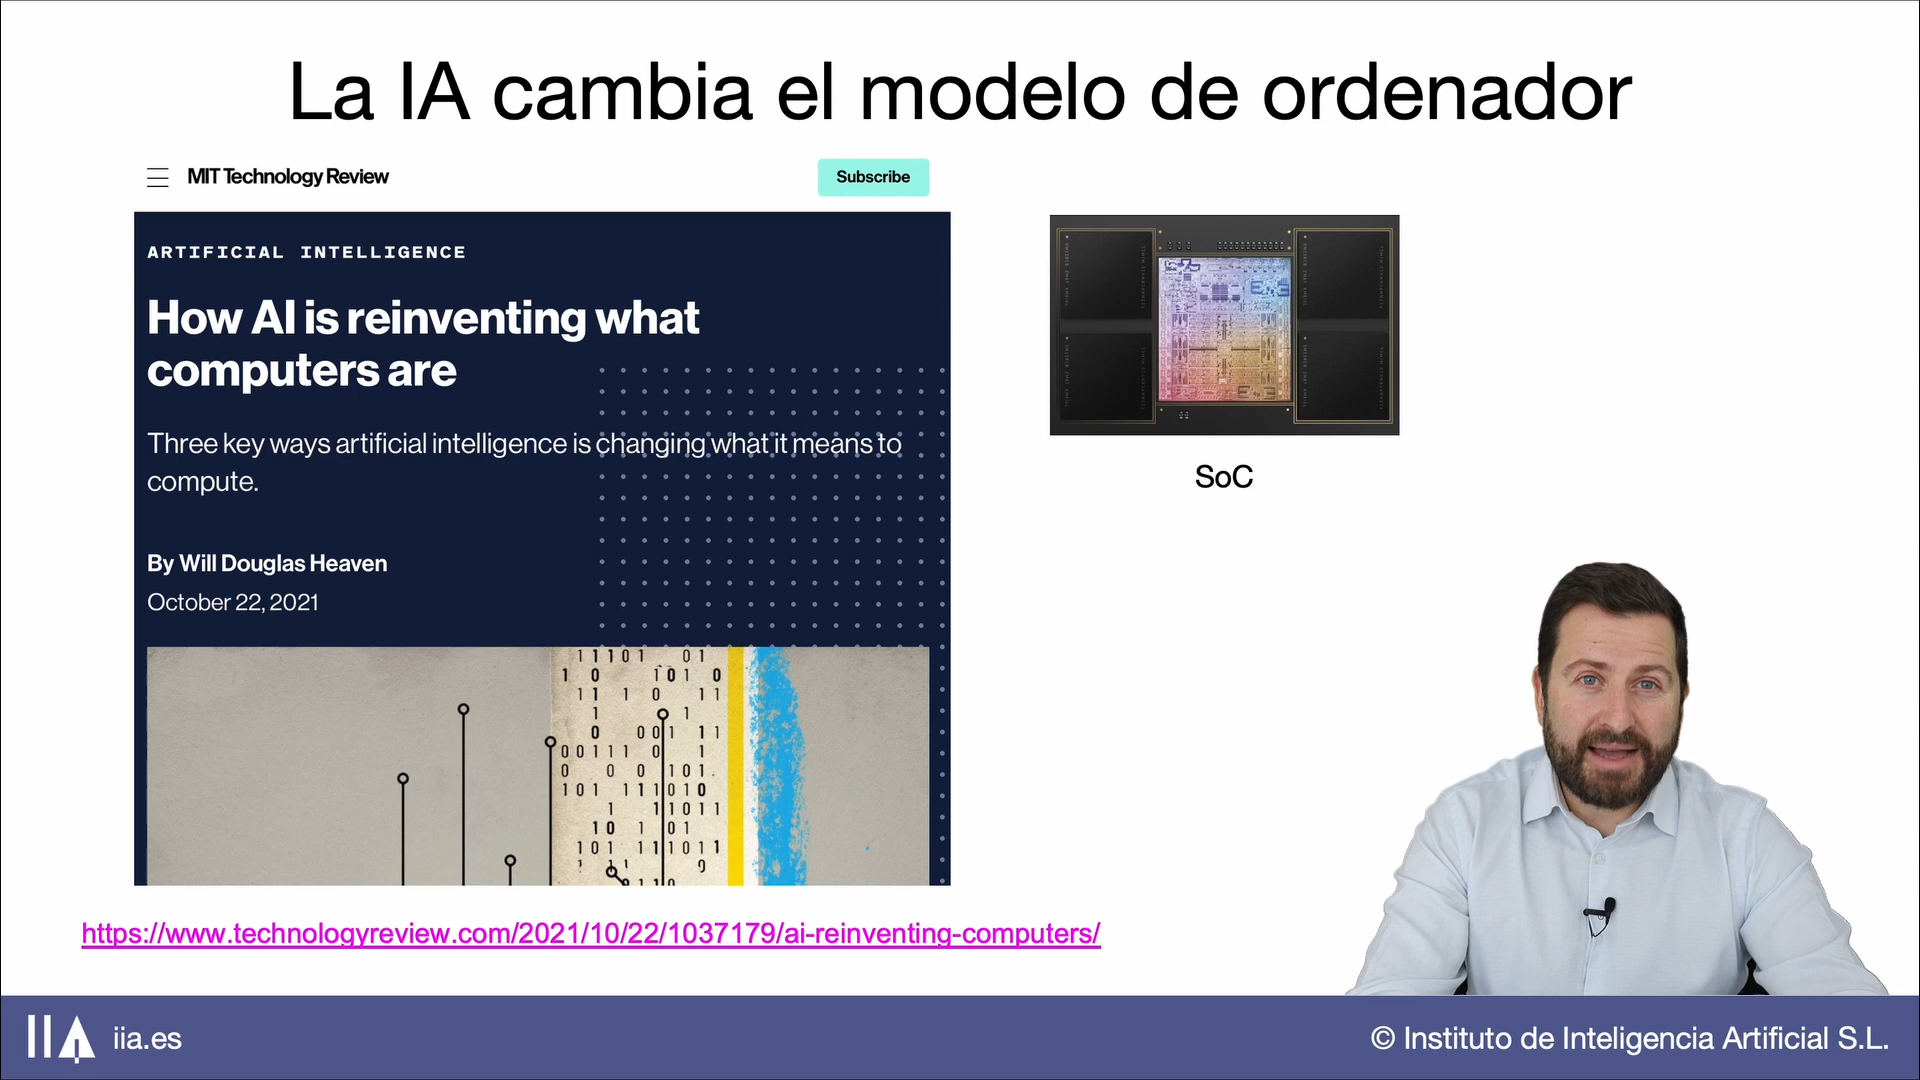 La IA cambia el modelo de ordenador
MIT Technology Review
Subscribe
ARTIFICIAL INTELLIGENCE
How AI is reinventing what
computers are
Three key ways artificial intelligence is changing what it means to
compute.
By Will Douglas Heaven
October 22, 2021
SoC
https://www.technologyreview.com/2021/10/22/1037179/ai-reinventing-computers/
IIA
iia.es
© Instituto de Inteligencia Artificial S.L.